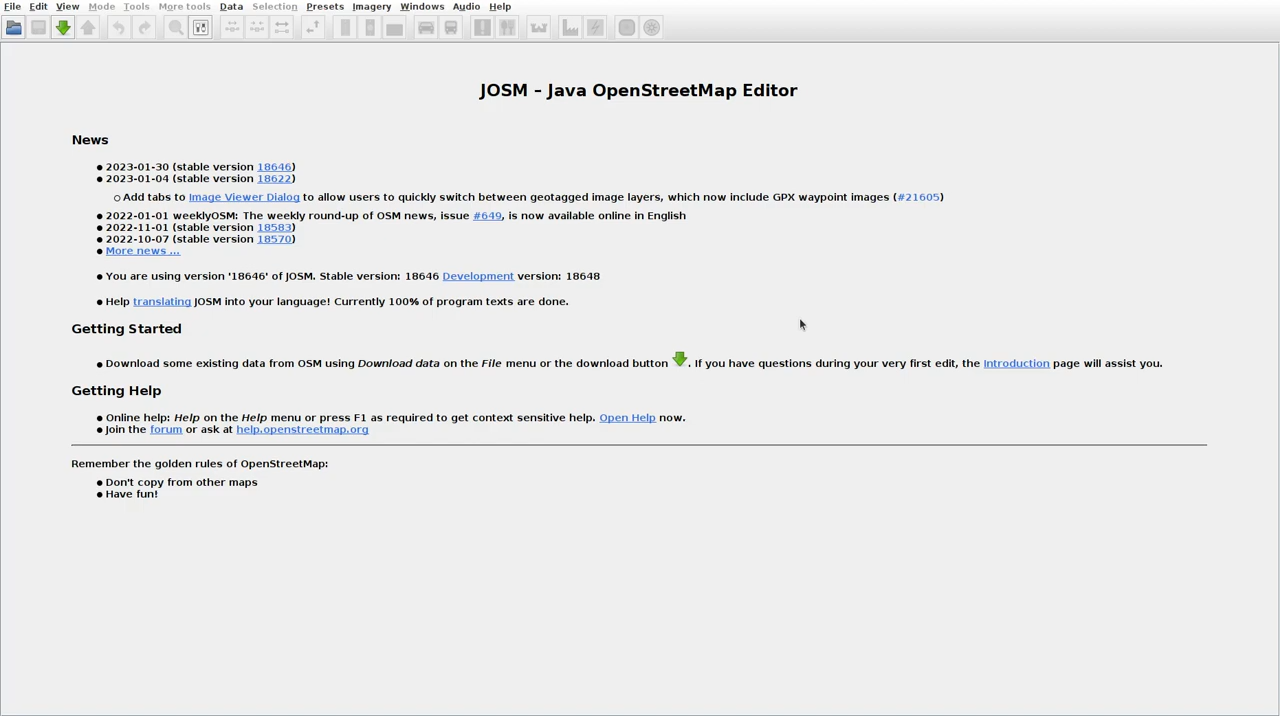 File Edit View Mode Tools More tools Data Selection Presets Imagery Windows Audio Help
JOSM – Java OpenStreetMap Editor
News
2023-01-30 (stable version 18646)
2023-01-04 (stable version 18622)
Add tabs to Image Viewer Dialog to allow users to quickly switch between geotagged image layers, which now include GPX waypoint images (#21605)
2022-01-01 weeklyOSM: The weekly round-up of OSM news, issue #649, is now available online in English
2022-11-01 (stable version 18583)
2022-10-07 (stable version 18570)
More news ...
You are using version '18646' of JOSM. Stable version: 18646 Development version: 18648
Help translating JOSM into your language! Currently 100% of program texts are done.
Getting Started
Download some existing data from OSM using Download data on the File menu or the download button . If you have questions during your very first edit, the Introduction page will assist you.
Getting Help
Online help: Help on the Help menu or press F1 as required to get context sensitive help. Open Help now.
Join the forum or ask at help.openstreetmap.org
Remember the golden rules of OpenStreetMap:
Don't copy from other maps
Have fun!